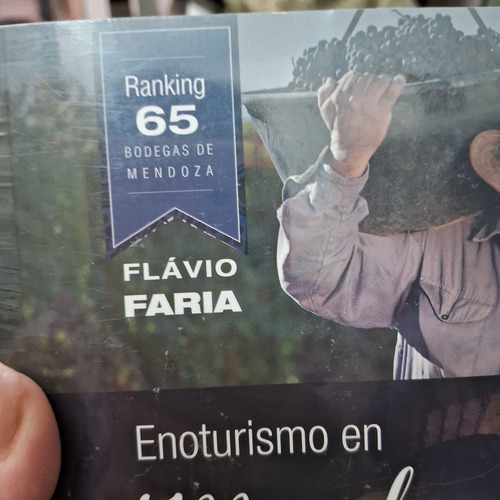 Ranking
65
BODEGAS DE
MENDOZA
FLÁVIO
FARIA
Enoturismo en